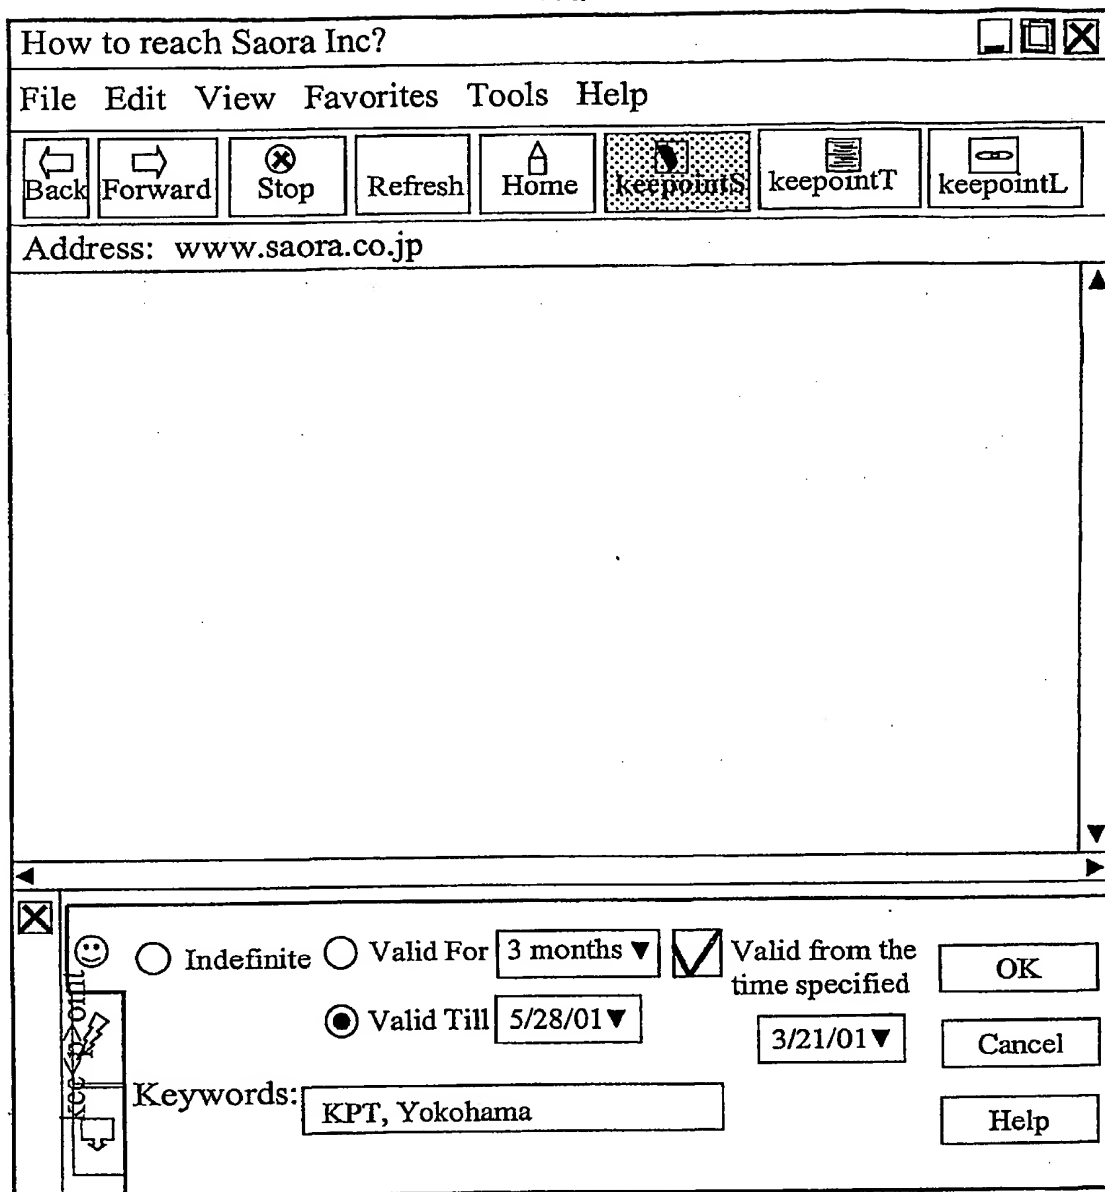 How to reach Saora Inc?
File Edit View Favorites Tools Help
Back Forward Stop Refresh Home keepointS keepointT keepointL
Address: www.saora.co.jp
Indefinite Valid For 3 months Valid from the time specified OK
Valid Till 5/28/01 3/21/01 Cancel
Keywords: KPT, Yokohama Help